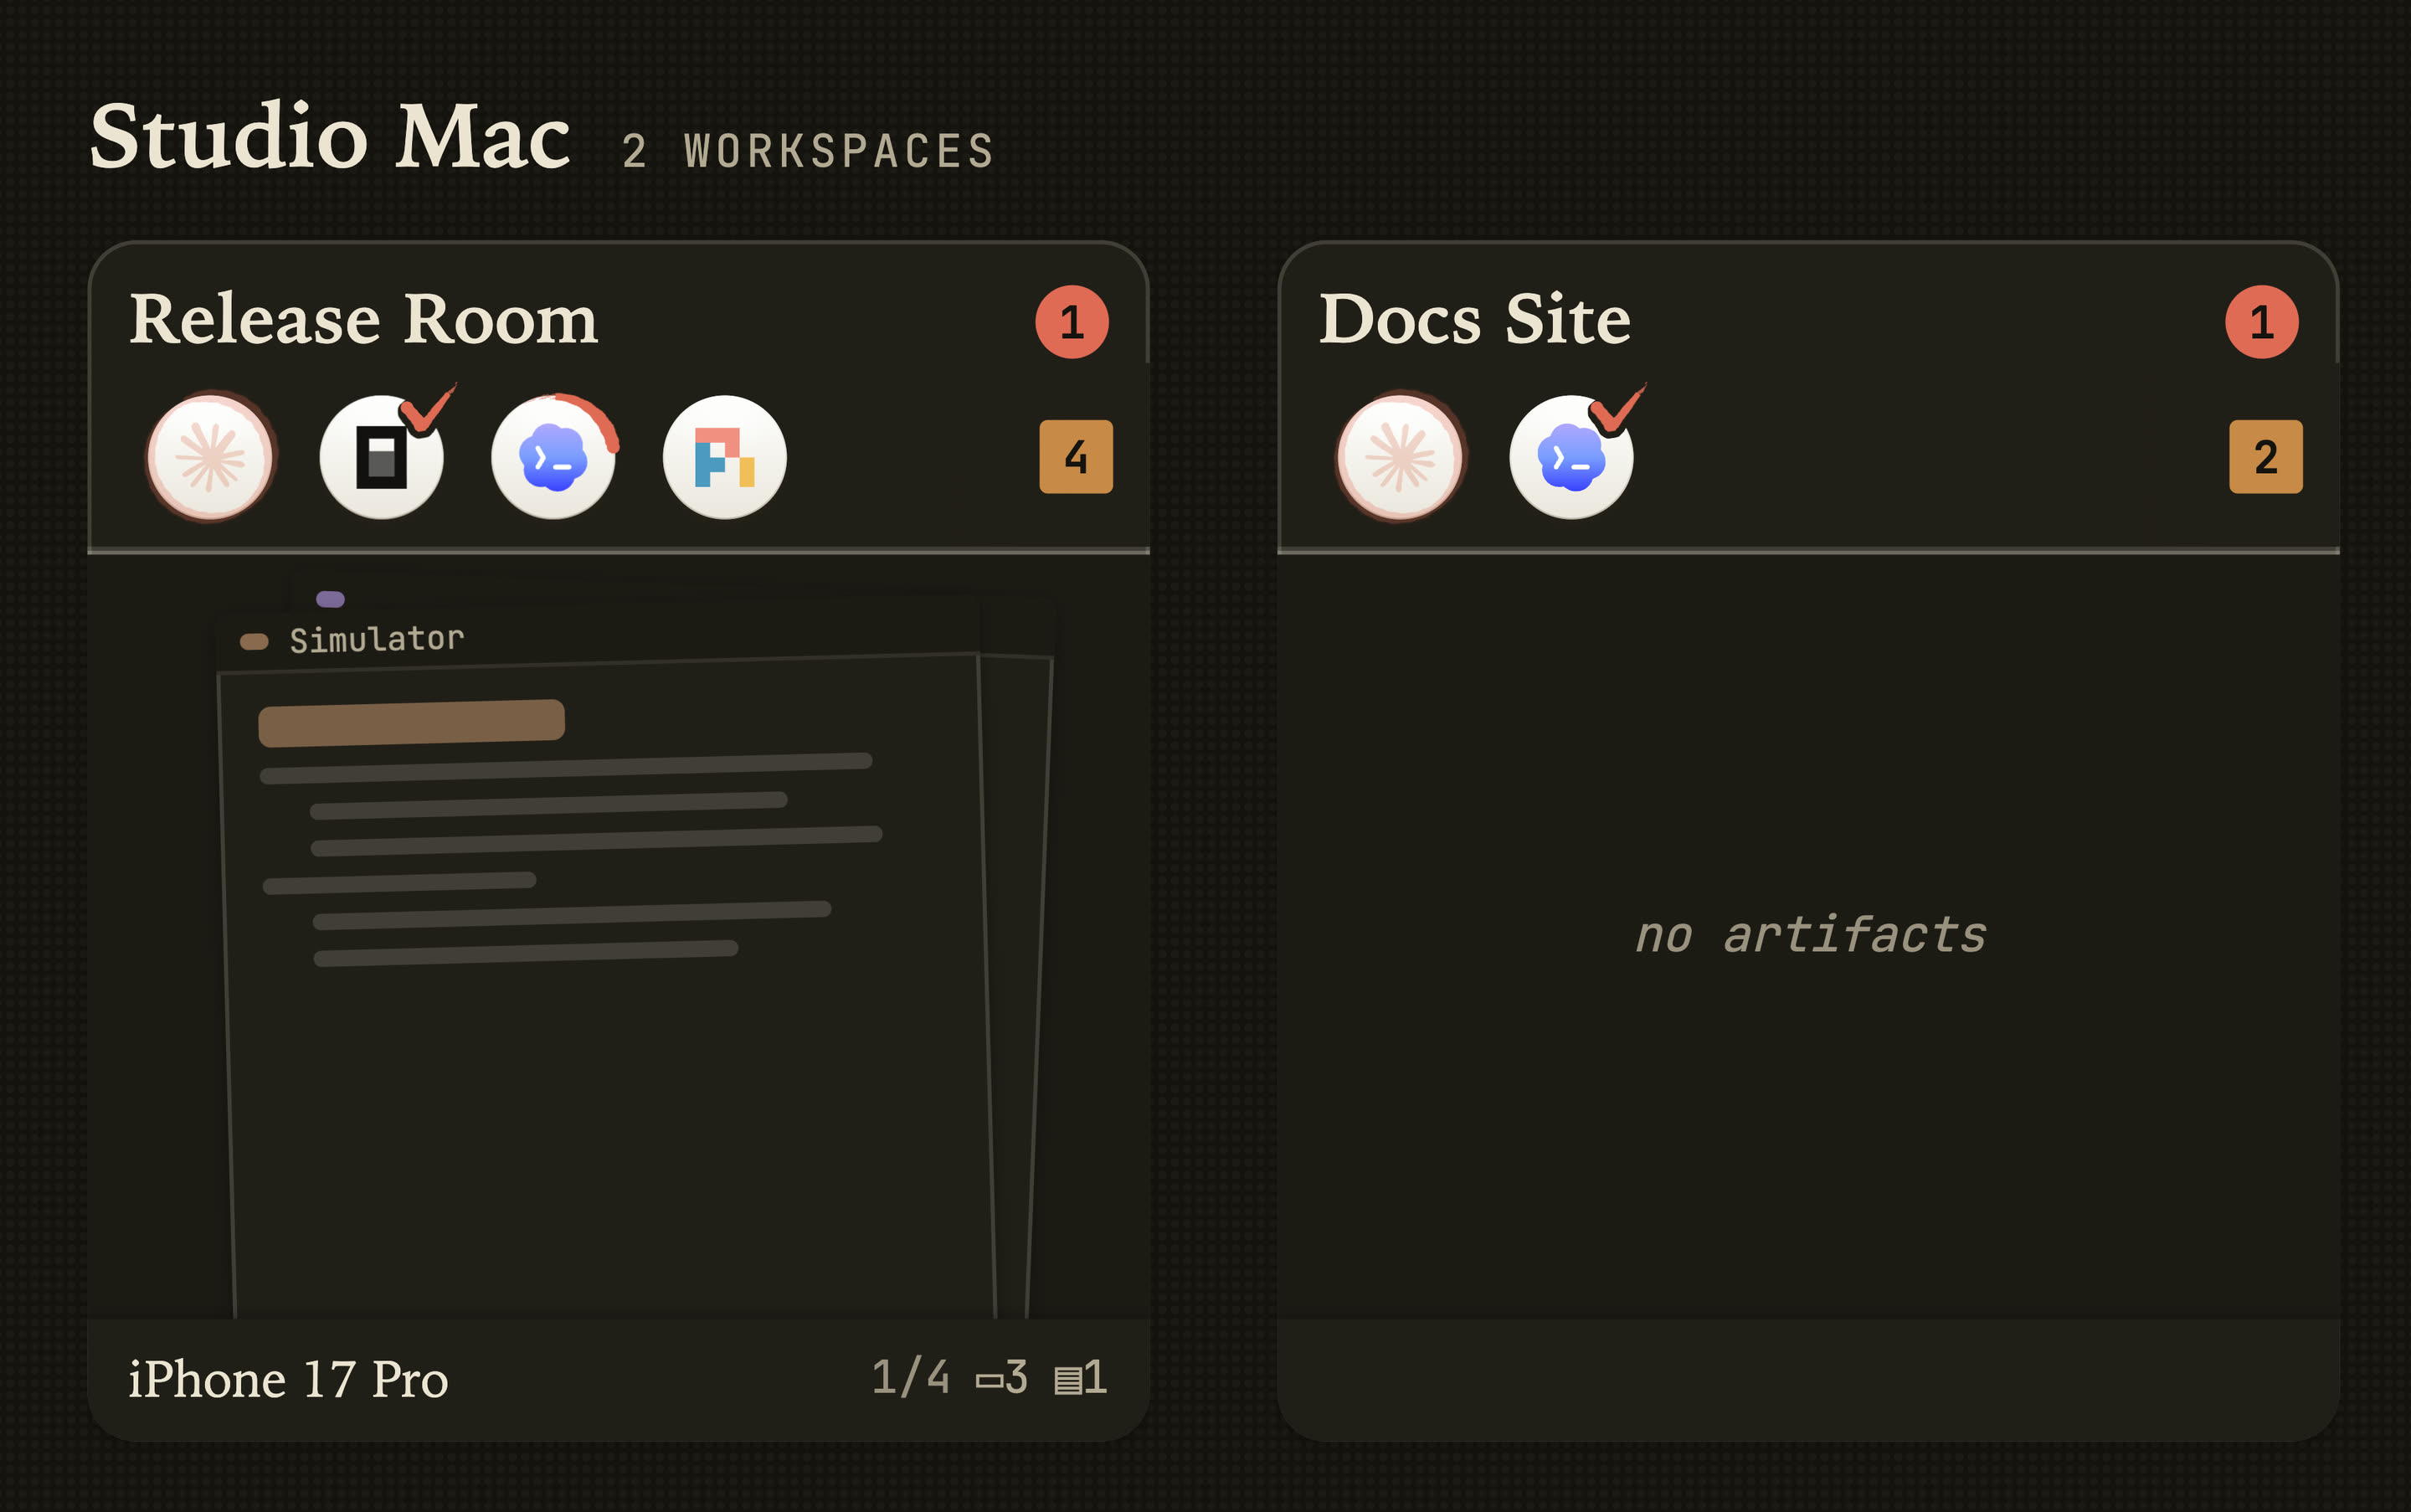 Studio Mac 2 WORKSPACES
Release Room 1
4
Simulator
iPhone 17 Pro 1/4 ▭3 ▤1
Docs Site 1
2
no artifacts